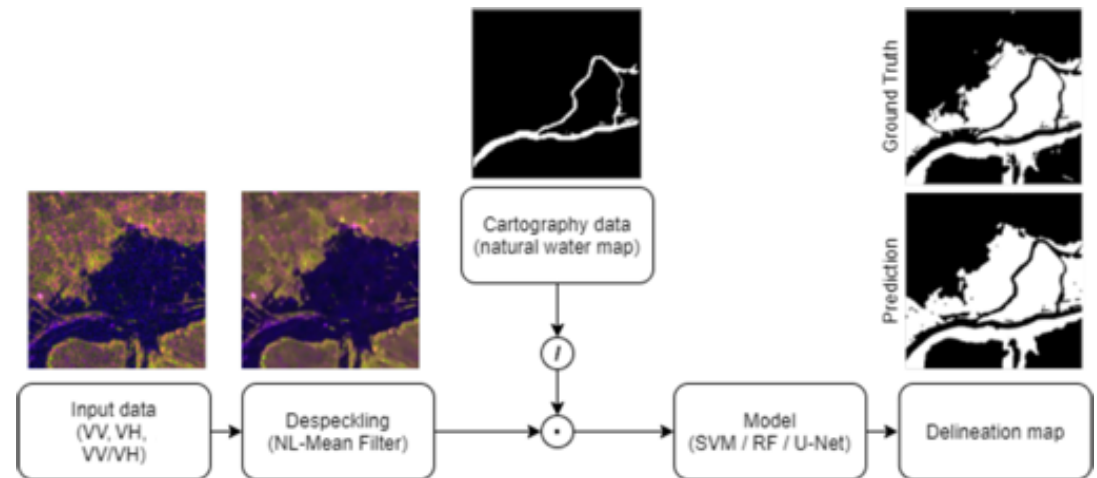 Ground Truth
Cartography data
(natural water map)
Prediction
/
Input data
(VV, VH,
VV/VH)
Despeckling
(NL-Mean Filter)
Model
(SVM / RF / U-Net)
Delineation map